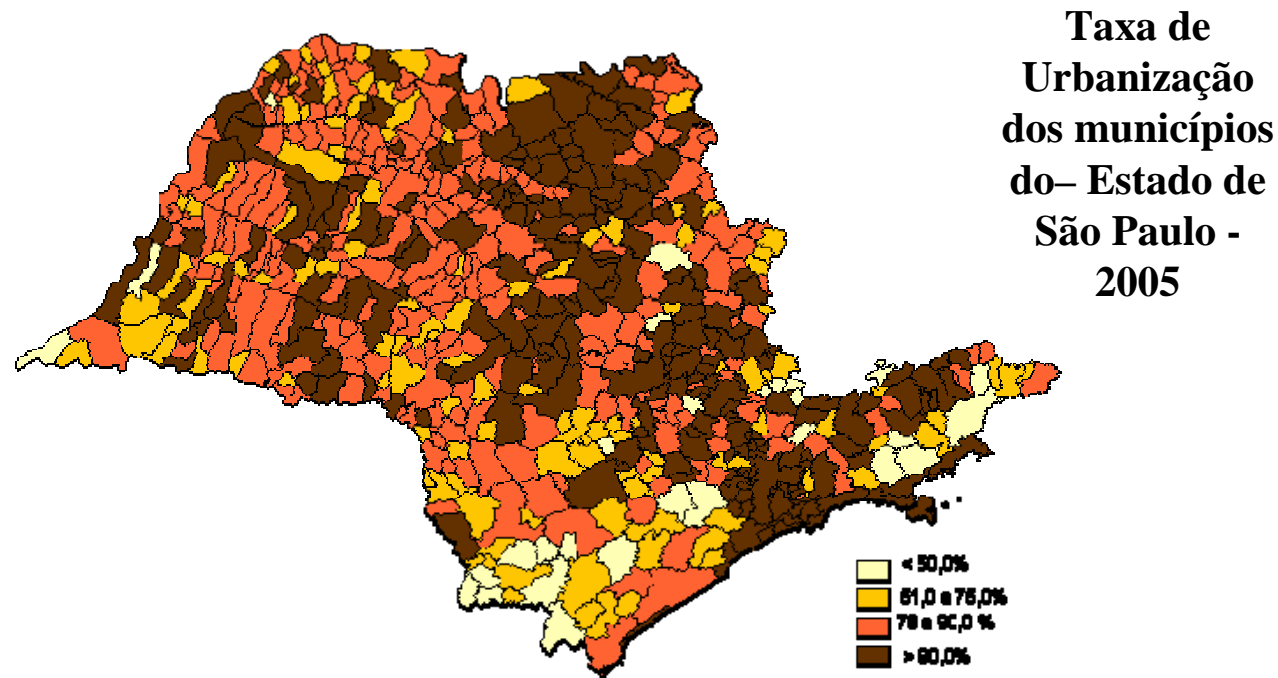 Taxa de
Urbanização
dos municípios
do– Estado de
São Paulo -
2005
< 50,0%
51,0 a 75,0%
76 a 90,0 %
> 90,0%